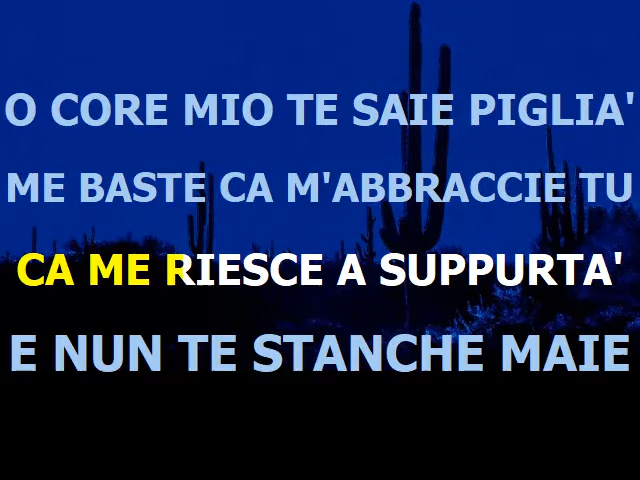 O CORE MIO TE SAIE PIGLIA'
ME BASTE CA M'ABBRACCIE TU
CA ME RIESCE A SUPPURTA'
E NUN TE STANCHE MAIE